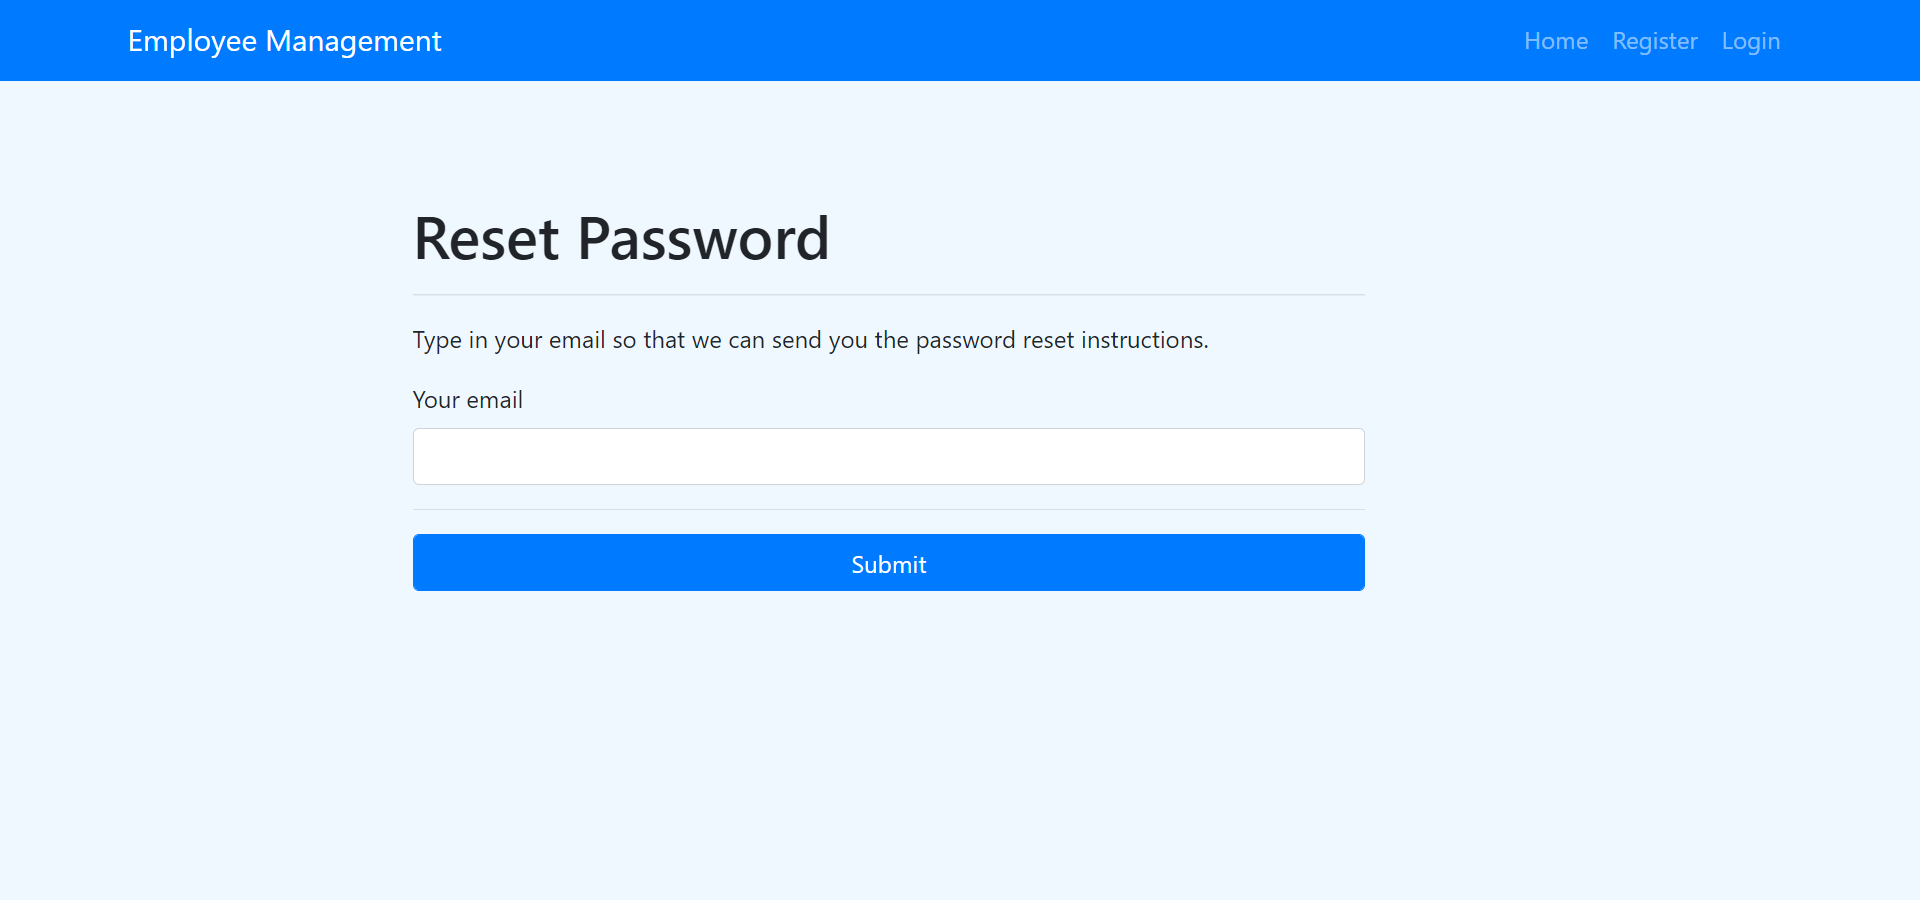 Employee Management
Home Register Login
Reset Password
Type in your email so that we can send you the password reset instructions.
Your email
Submit